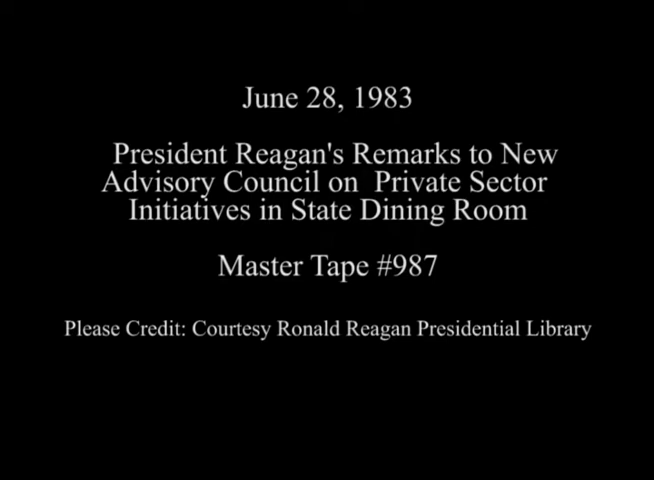 June 28, 1983
President Reagan's Remarks to New
Advisory Council on Private Sector
Initiatives in State Dining Room
Master Tape #987
Please Credit: Courtesy Ronald Reagan Presidential Library